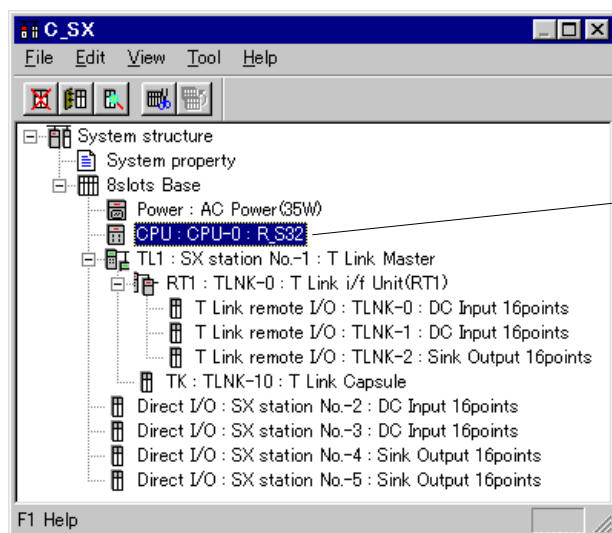 C_SX
File Edit View Tool Help
System structure
System property
8slots Base
Power : AC Power(35W)
CPU : CPU-0 : R_S32
TL1 : SX station No.-1 : T Link Master
RT1 : TLNK-0 : T Link i/f Unit(RT1)
T Link remote I/O : TLNK-0 : DC Input 16points
T Link remote I/O : TLNK-1 : DC Input 16points
T Link remote I/O : TLNK-2 : Sink Output 16points
TK : TLNK-10 : T Link Capsule
Direct I/O : SX station No.-2 : DC Input 16points
Direct I/O : SX station No.-3 : DC Input 16points
Direct I/O : SX station No.-4 : Sink Output 16points
Direct I/O : SX station No.-5 : Sink Output 16points
F1 Help